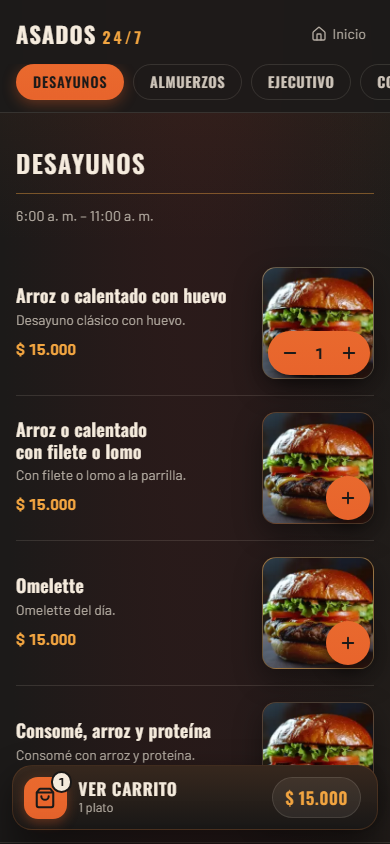 ASADOS 24/7
Inicio
DESAYUNOS
ALMUERZOS
EJECUTIVO
DESAYUNOS
6:00 a. m. – 11:00 a. m.
Arroz o calentado con huevo
Desayuno clásico con huevo.
$ 15.000
− 1 +
Arroz o calentado
con filete o lomo
Con filete o lomo a la parrilla.
$ 15.000
+
Omelette
Omelette del día.
$ 15.000
+
Consomé, arroz y proteína
Consomé con arroz y proteína.
1
VER CARRITO
1 plato
$ 15.000